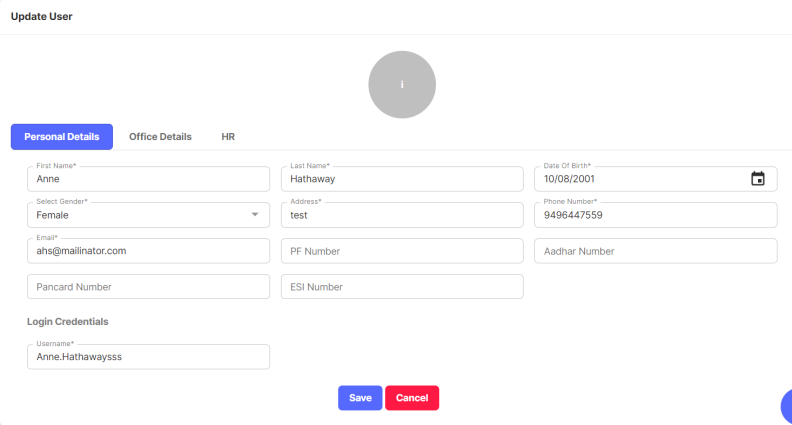 Update User
i
Personal Details Office Details HR
First Name* Last Name* Date Of Birth*
Anne Hathaway 10/08/2001
Select Gender* Address* Phone Number*
Female test 9496447559
Email*
ahs@mailinator.com PF Number Aadhar Number
Pancard Number ESI Number
Login Credentials
Username*
Anne.Hathawaysss
Save Cancel